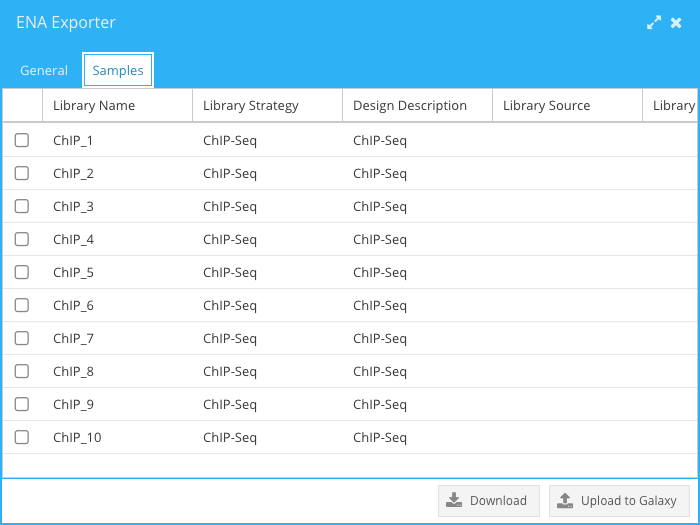 ENA Exporter
General Samples
Library Name Library Strategy Design Description Library Source Library
ChIP_1 ChIP-Seq ChIP-Seq
ChIP_2 ChIP-Seq ChIP-Seq
ChIP_3 ChIP-Seq ChIP-Seq
ChIP_4 ChIP-Seq ChIP-Seq
ChIP_5 ChIP-Seq ChIP-Seq
ChIP_6 ChIP-Seq ChIP-Seq
ChIP_7 ChIP-Seq ChIP-Seq
ChIP_8 ChIP-Seq ChIP-Seq
ChIP_9 ChIP-Seq ChIP-Seq
ChIP_10 ChIP-Seq ChIP-Seq
Download Upload to Galaxy